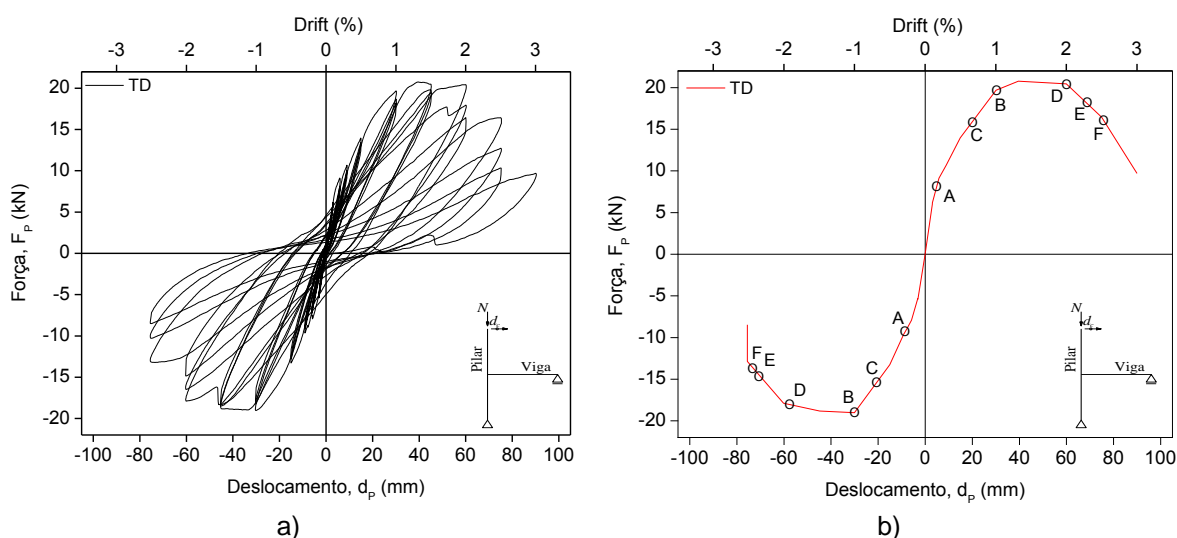 Drift (%)
-3 -2 -1 0 1 2 3
20
15
10
5
0
-5
-10
-15
-20
Força, F_P (kN)
TD
N
d_F
Pilar
Viga
-100 -80 -60 -40 -20 0 20 40 60 80 100
Deslocamento, d_P (mm)
a)
Drift (%)
-3 -2 -1 0 1 2 3
20
15
10
5
0
-5
-10
-15
-20
Força, F_P (kN)
TD
B
D
E
F
C
A
A
C
B
D
E
F
N
Pilar
Viga
-100 -80 -60 -40 -20 0 20 40 60 80 100
Deslocamento, d_P (mm)
b)